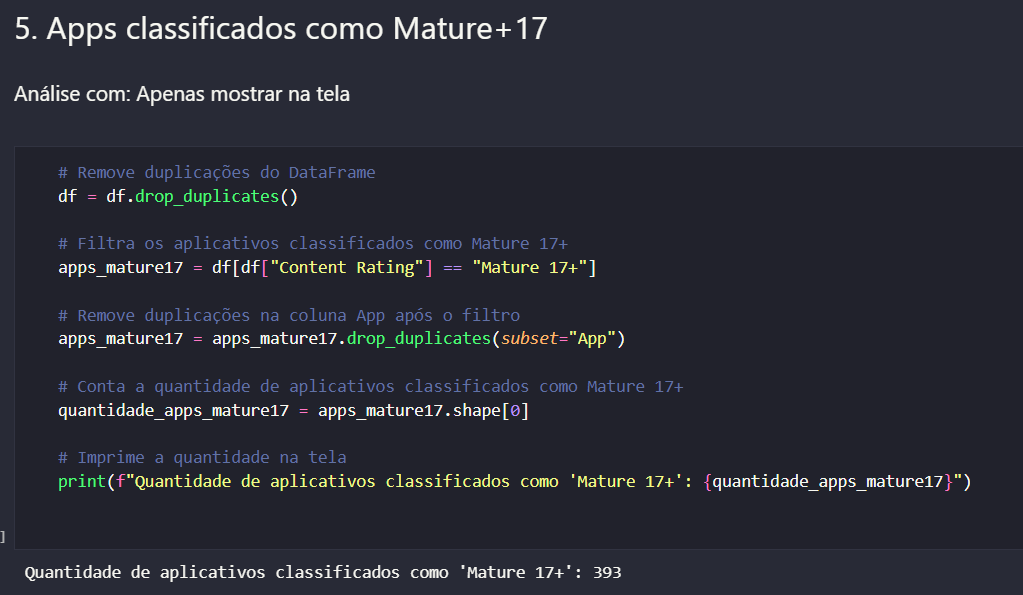 5. Apps classificados como Mature+17
Análise com: Apenas mostrar na tela
# Remove duplicações do DataFrame
df = df.drop_duplicates()
# Filtra os aplicativos classificados como Mature 17+
apps_mature17 = df[df["Content Rating"] == "Mature 17+"]
# Remove duplicações na coluna App após o filtro
apps_mature17 = apps_mature17.drop_duplicates(subset="App")
# Conta a quantidade de aplicativos classificados como Mature 17+
quantidade_apps_mature17 = apps_mature17.shape[0]
# Imprime a quantidade na tela
print(f"Quantidade de aplicativos classificados como 'Mature 17+': {quantidade_apps_mature17}")
]
Quantidade de aplicativos classificados como 'Mature 17+': 393